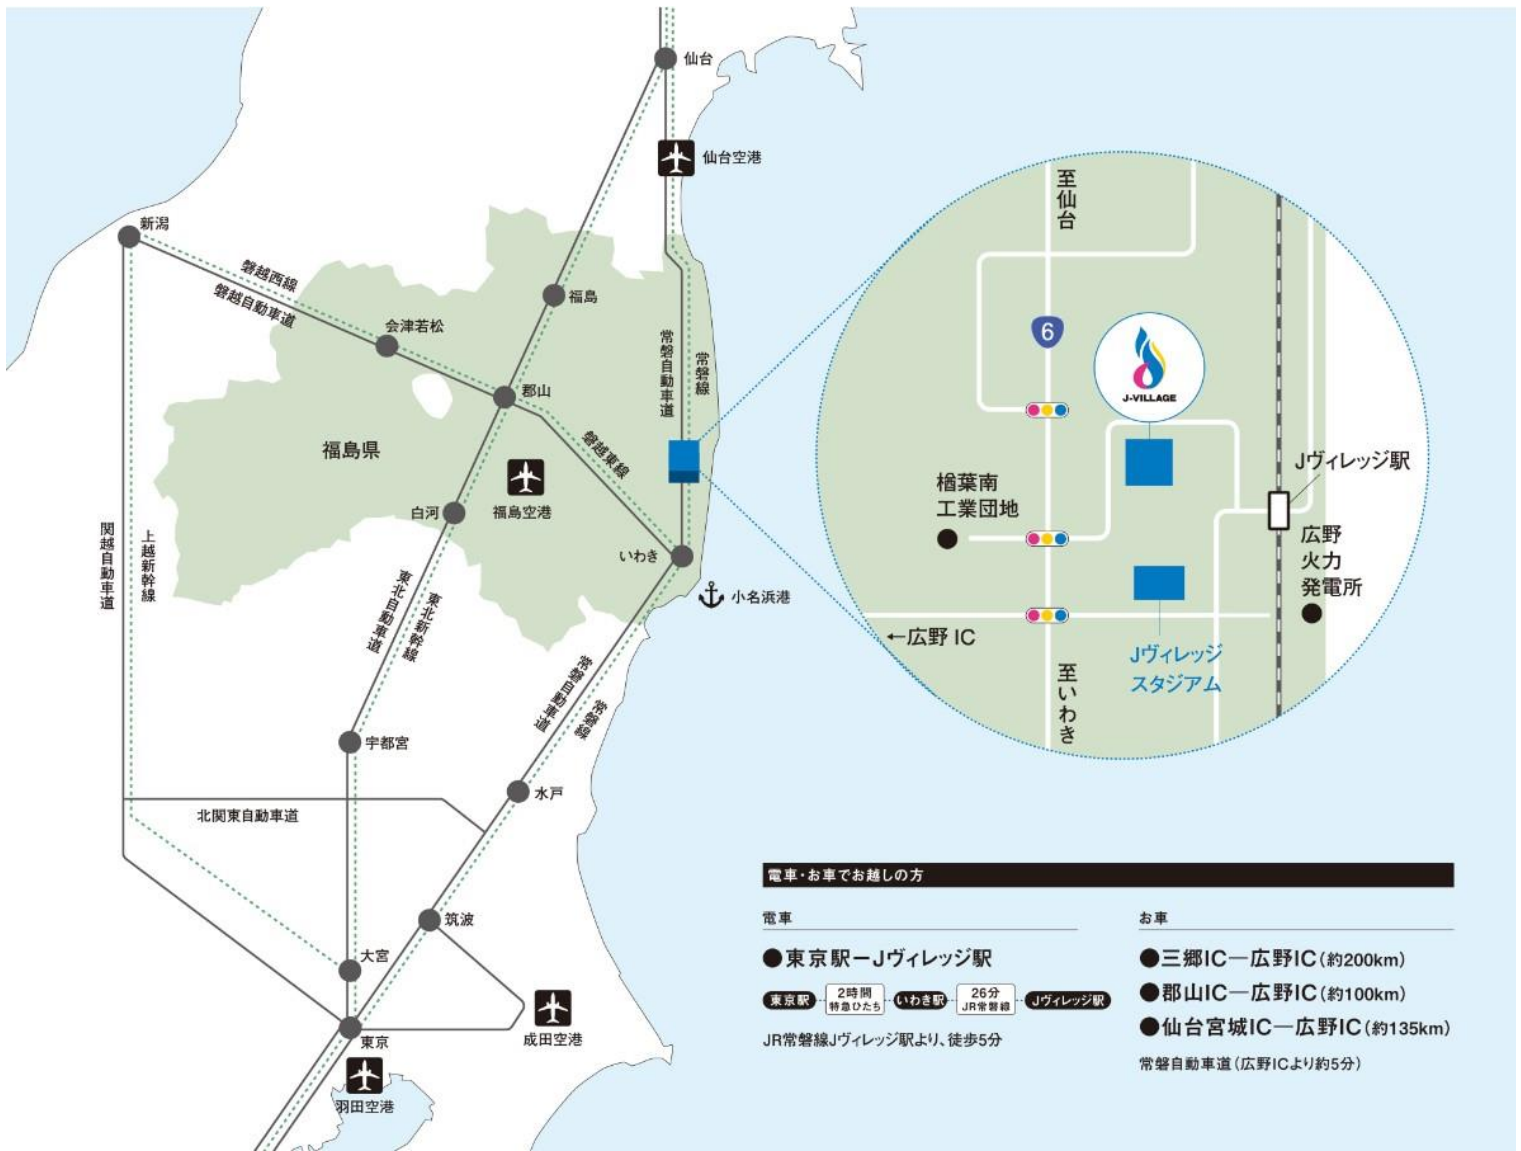 仙台
仙台空港
新潟
磐越西線
磐越自動車道
会津若松
福島
郡山
常磐自動車道
常磐線
磐越東線
福島県
福島空港
白河
いわき
小名浜港
関越自動車道
上越新幹線
東北自動車道
東北新幹線
常磐自動車道
常磐線
宇都宮
水戸
北関東自動車道
筑波
大宮
東京
成田空港
羽田空港
至仙台
6
J-VILLAGE
Jヴィレッジ駅
楢葉南
工業団地
広野
火力
発電所
←広野 IC
Jヴィレッジ
スタジアム
至いわき
電車・お車でお越しの方
電車
●東京駅ーJヴィレッジ駅
東京駅 2時間 特急ひたち いわき駅 26分 JR常磐線 Jヴィレッジ駅
JR常磐線Jヴィレッジ駅より、徒歩5分
お車
●三郷IC―広野IC(約200km)
●郡山IC―広野IC(約100km)
●仙台宮城IC―広野IC(約135km)
常磐自動車道(広野ICより約5分)